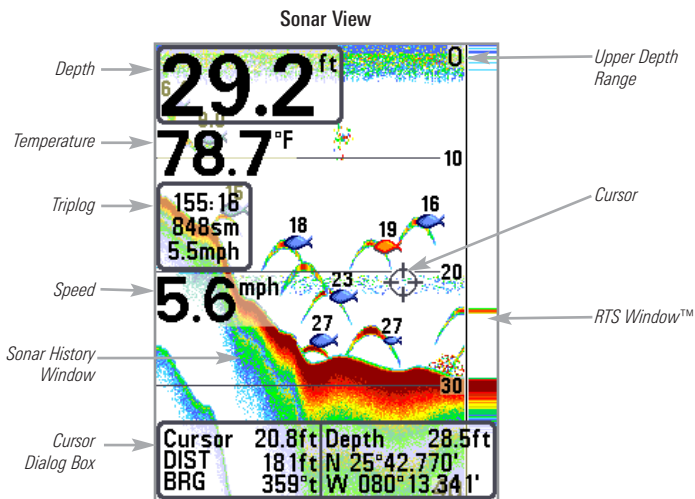 Sonar View
Depth
29.2 ft
0
Upper Depth
Range
Temperature
78.7 °F
10
Triplog
155:16
848sm
5.5mph
16
18
19
Cursor
20
Speed
5.6 mph
23
RTS Window™
27
27
Sonar History
Window
30
Cursor
Dialog Box
Cursor 20.8ft
DIST 181ft
BRG 359°t
Depth 28.5ft
N 25°42.770'
W 080°13.341'